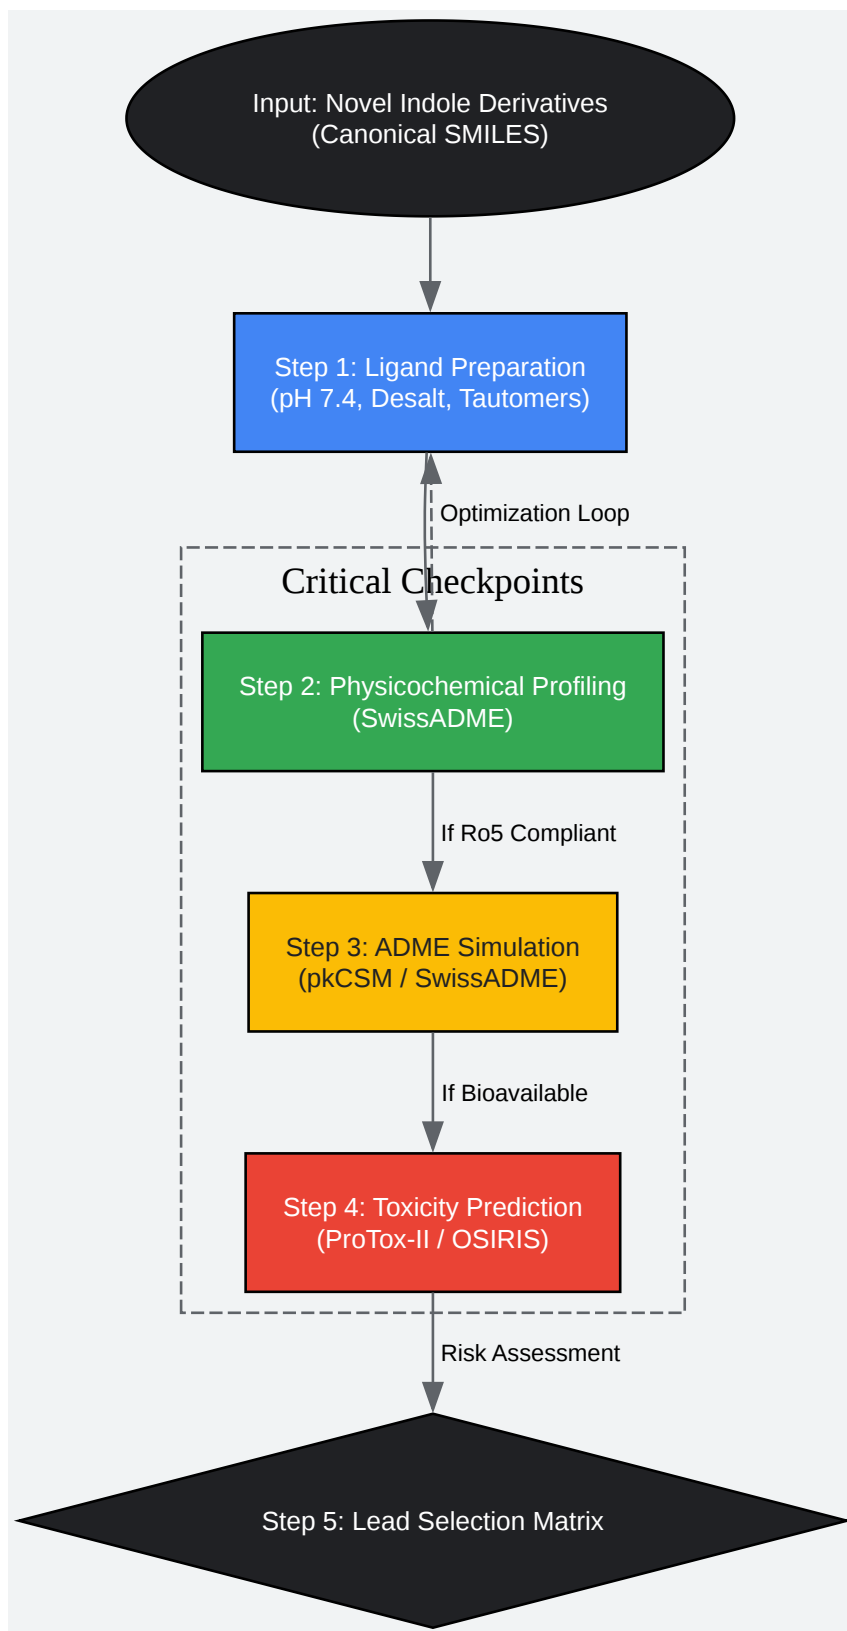 Input: Novel Indole Derivatives
(Canonical SMILES)
Step 1: Ligand Preparation
(pH 7.4, Desalt, Tautomers)
Optimization Loop
Critical Checkpoints
Step 2: Physicochemical Profiling
(SwissADME)
If Ro5 Compliant
Step 3: ADME Simulation
(pkCSM / SwissADME)
If Bioavailable
Step 4: Toxicity Prediction
(ProTox-II / OSIRIS)
Risk Assessment
Step 5: Lead Selection Matrix